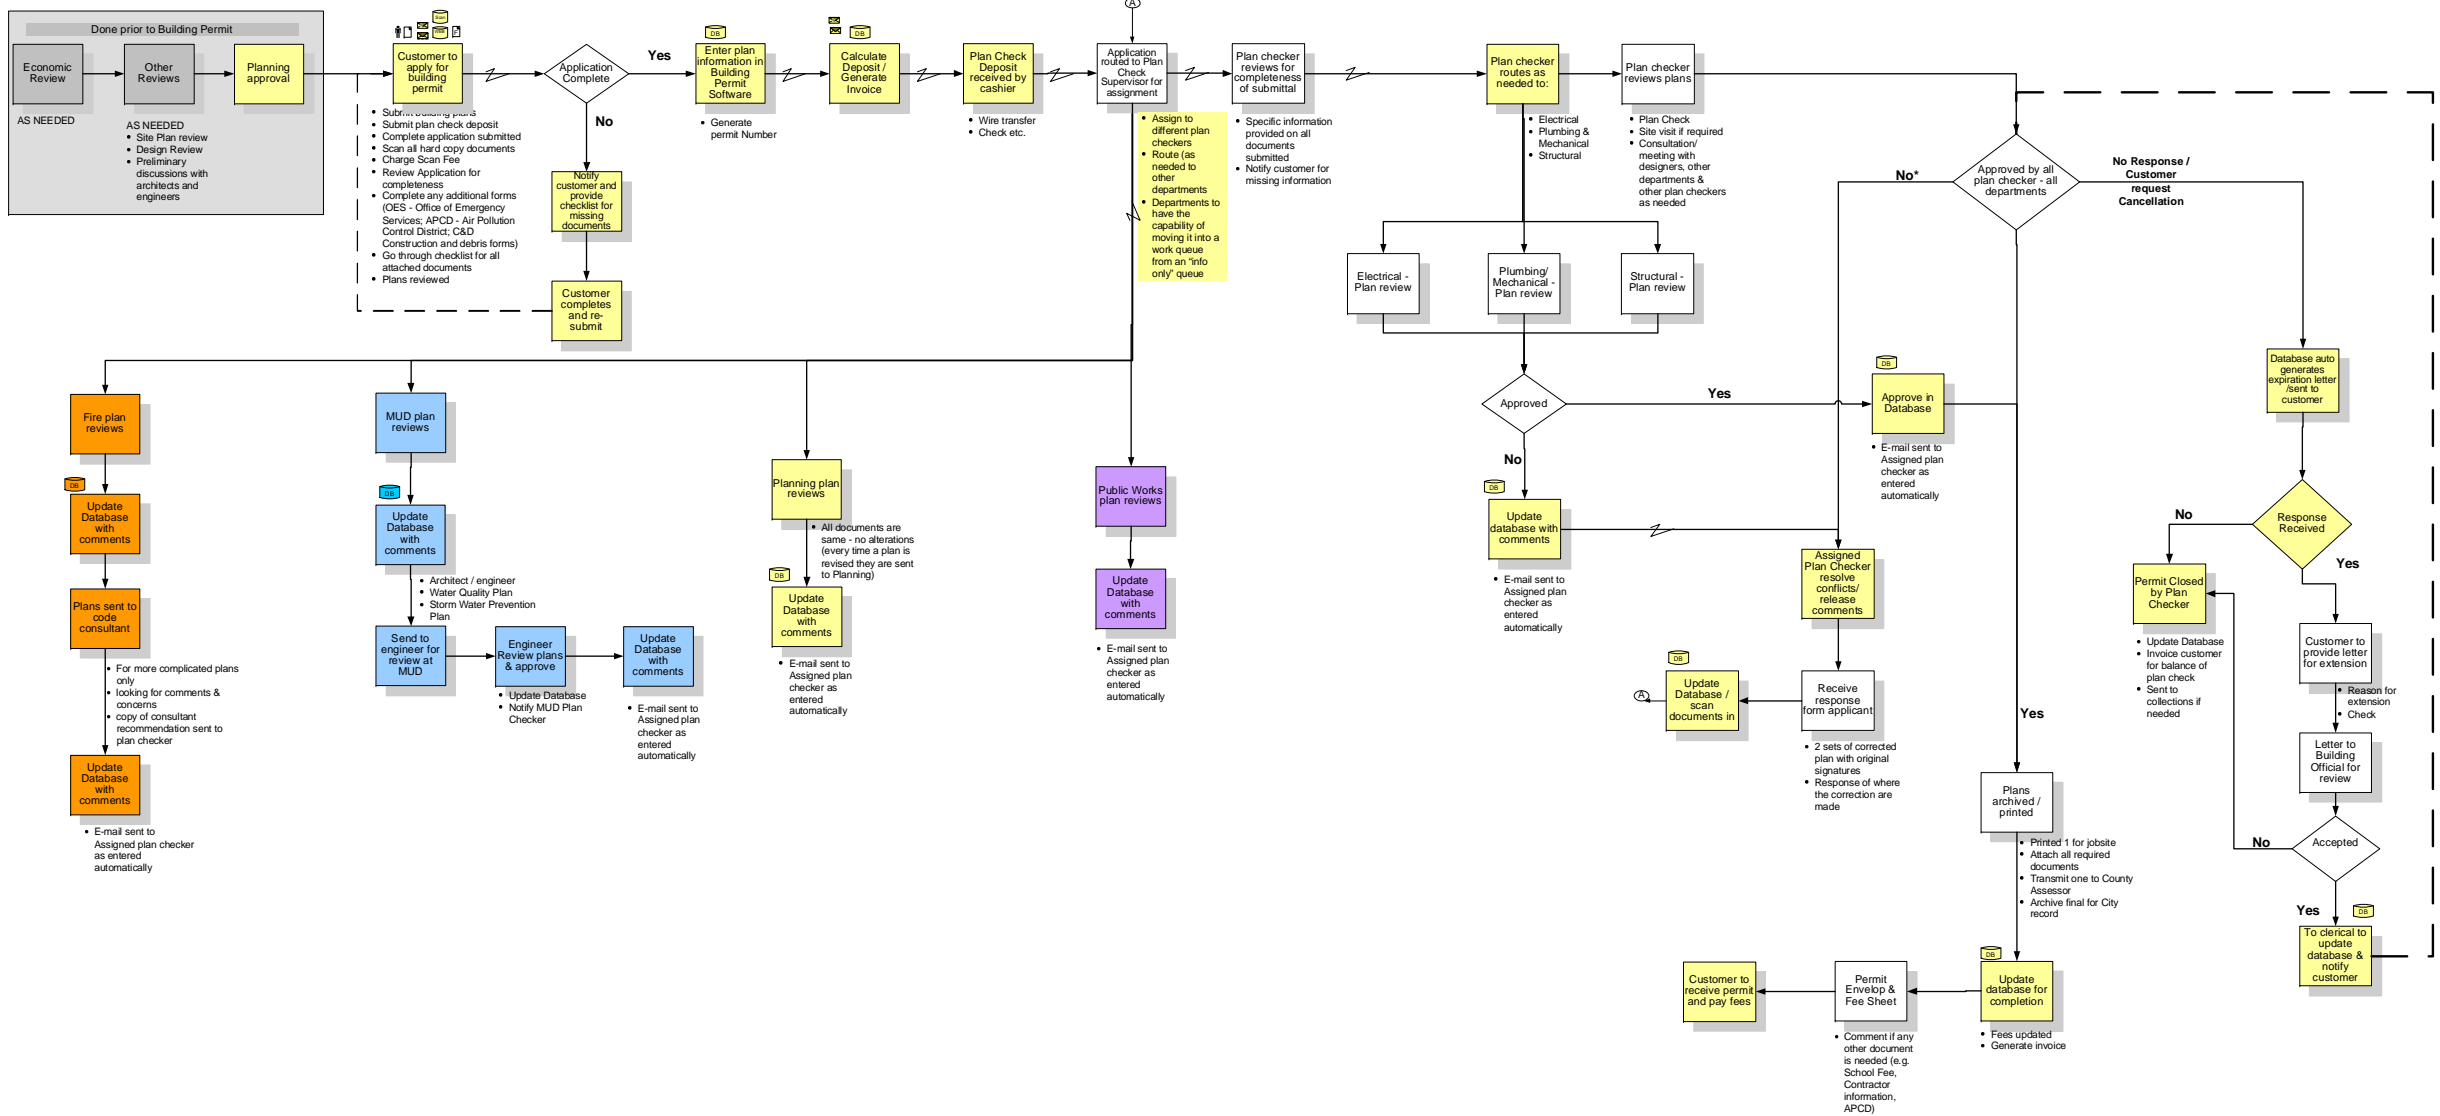 Done prior to Building Permit
Economic
Review
AS NEEDED
Other
Reviews
AS NEEDED
• Site Plan review
• Design Review
• Preliminary
discussions with
architects and
engineers
Planning
approval
Scan
Customer to
apply for
building
permit
• Submit building plans
• Submit plan check deposit
• Complete application submitted
• Scan all hard copy documents
• Charge Scan Fee
• Review Application for
completeness
• Complete any additional forms
(OES - Office of Emergency
Services; APCD - Air Pollution
Control District; C&D
Construction and debris forms)
• Go through checklist for all
attached documents
• Plans reviewed
Application
Complete
Yes
No
Notify
customer and
provide
checklist for
missing
documents
Customer
completes
and re-
submit
DB
Enter plan
information in
Building
Permit
Software
• Generate
permit Number
DB
Calculate
Deposit /
Generate
Invoice
Plan Check
Deposit
received by
cashier
• Wire transfer
• Check etc.
A
Application
routed to Plan
Check
Supervisor for
assignment
• Assign to
different plan
checkers
• Route (as
needed to
other
departments
• Departments to
have the
capability of
moving it into a
work queue
from an "info
only" queue
Plan checker
reviews for
completeness
of submittal
• Specific information
provided on all
documents
submitted
• Notify customer for
missing information
Plan checker
routes as
needed to:
• Electrical
• Plumbing &
Mechanical
• Structural
Plan checker
reviews plans
• Plan Check
• Site visit if required
• Consultation/
meeting with
designers, other
departments &
other plan checkers
as needed
Approved by all
plan checker - all
departments
No*
No Response /
Customer
request
Cancellation
Yes
Electrical -
Plan review
Plumbing/
Mechanical -
Plan review
Structural -
Plan review
Approved
Yes
No
DB
Approve in
Database
• E-mail sent to
Assigned plan
checker as
entered
automatically
DB
Update
database with
comments
• E-mail sent to
Assigned plan
checker as
entered
automatically
Assigned
Plan Checker
resolve
conflicts/
release
comments
Receive
response
form applicant
• 2 sets of corrected
plan with original
signatures
• Response of where
the correction are
made
DB
Update
Database /
scan
documents in
A
Fire plan
reviews
DB
Update
Database
with
comments
Plans sent to
code
consultant
• For more complicated plans
only
• looking for comments &
concerns
• copy of consultant
recommendation sent to
plan checker
Update
Database
with
comments
• E-mail sent to
Assigned plan checker
as entered
automatically
MUD plan
reviews
DB
Update
Database
with
comments
• Architect / engineer
• Water Quality Plan
• Storm Water Prevention
Plan
Send to
engineer for
review at
MUD
Engineer
Review plans
& approve
• Update Database
• Notify MUD Plan
Checker
Update
Database
with
comments
• E-mail sent to
Assigned plan
checker as
entered
automatically
Planning plan
reviews
• All documents are
same - no alterations
(every time a plan is
revised they are sent
to Planning)
DB
Update
Database
with
comments
• E-mail sent to
Assigned plan
checker as
entered
automatically
Public Works
plan reviews
Update
Database
with
comments
• E-mail sent to
Assigned plan
checker as
entered
automatically
Database auto
generates
expiration letter
/sent to
customer
Response
Received
No
Yes
Permit Closed
by Plan
Checker
• Update Database
• Invoice customer
for balance of
plan check
• Sent to
collections if
needed
Customer to
provide letter
for extension
• Reason for
extension
• Check
Letter to
Building
Official for
review
Accepted
No
Yes
DB
To clerical to
update
database &
notify
customer
Plans
archived /
printed
• Printed 1 for jobsite
• Attach all required
documents
• Transmit one to County
Assessor
• Archive final for City
record
DB
Update
database for
completion
• Fees updated
• Generate invoice
Permit
Envelop &
Fee Sheet
• Comment if any
other document
is needed (e.g.
School Fee,
Contractor
information,
APCD)
Customer to
receive permit
and pay fees